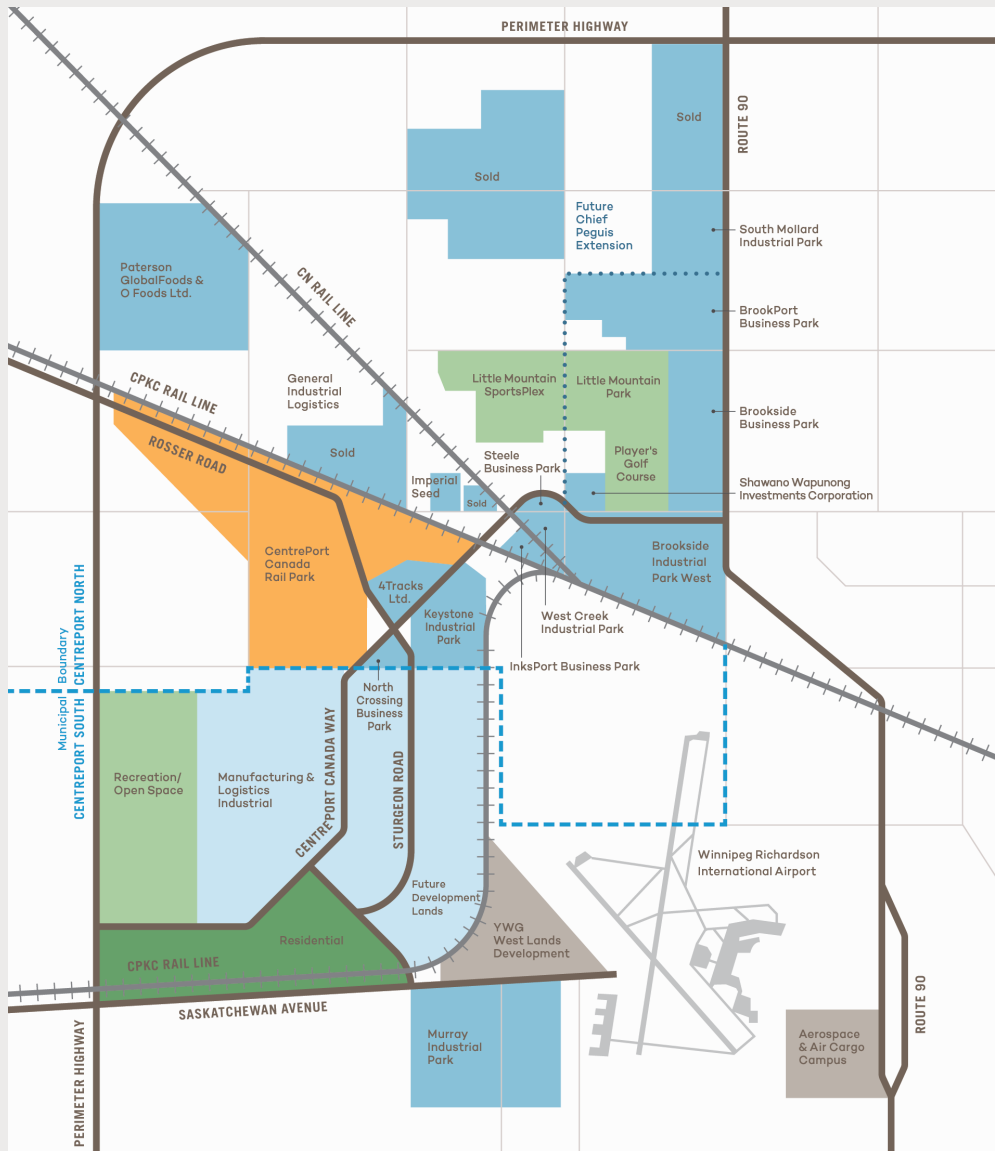 PERIMETER HIGHWAY
Sold
ROUTE 90
Sold
Future
Chief
Peguis
Extension
South Mollard
Industrial Park
Paterson
GlobalFoods &
O Foods Ltd.
CN RAIL LINE
BrookPort
Business Park
CPKC RAIL LINE
General
Industrial
Logistics
Little Mountain
SportsPlex
Little Mountain
Park
Brookside
Business Park
ROSSER ROAD
Sold
Steele
Business Park
Player's
Golf
Course
Imperial
Seed
Sold
Shawano Wapunong
Investments Corporation
CentrePort
Canada
Rail Park
Brookside
Industrial
Park West
4Tracks
Ltd.
Keystone
Industrial
Park
West Creek
Industrial Park
InksPort Business Park
Municipal Boundary
CENTREPORT SOUTH
CENTREPORT NORTH
North
Crossing
Business
Park
Recreation/
Open Space
Manufacturing &
Logistics
Industrial
CENTREPORT CANADA WAY
STURGEON ROAD
Winnipeg Richardson
International Airport
Future
Development
Lands
YWG
West Lands
Development
Residential
CPKC RAIL LINE
SASKATCHEWAN AVENUE
ROUTE 90
PERIMETER HIGHWAY
Murray
Industrial
Park
Aerospace
& Air Cargo
Campus